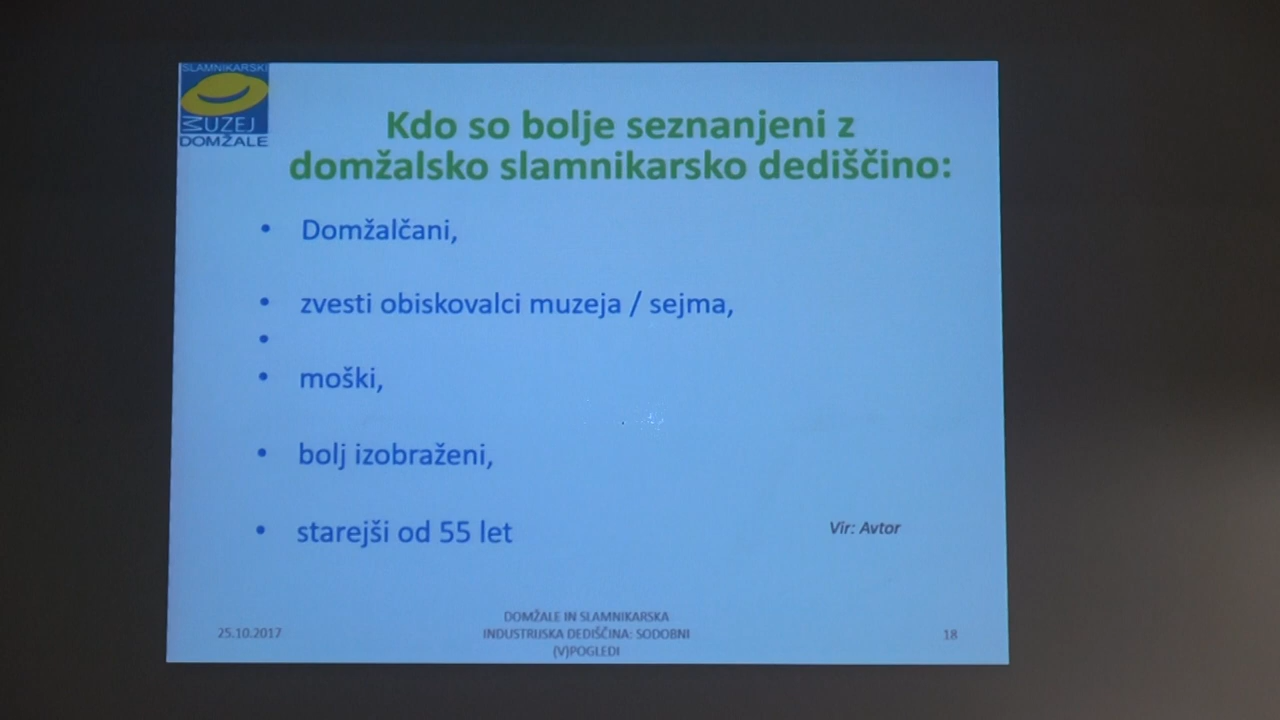 SLAMNIKARSKI
MUZEJ
DOMŽALE
Kdo so bolje seznanjeni z
domžalsko slamnikarsko dediščino:
• Domžalčani,
• zvesti obiskovalci muzeja / sejma,
•
• moški,
• bolj izobraženi,
• starejši od 55 let
Vir: Avtor
25.10.2017
DOMŽALE IN SLAMNIKARSKA
INDUSTRIJSKA DEDIŠČINA: SODOBNI
(V)POGLEDI
18